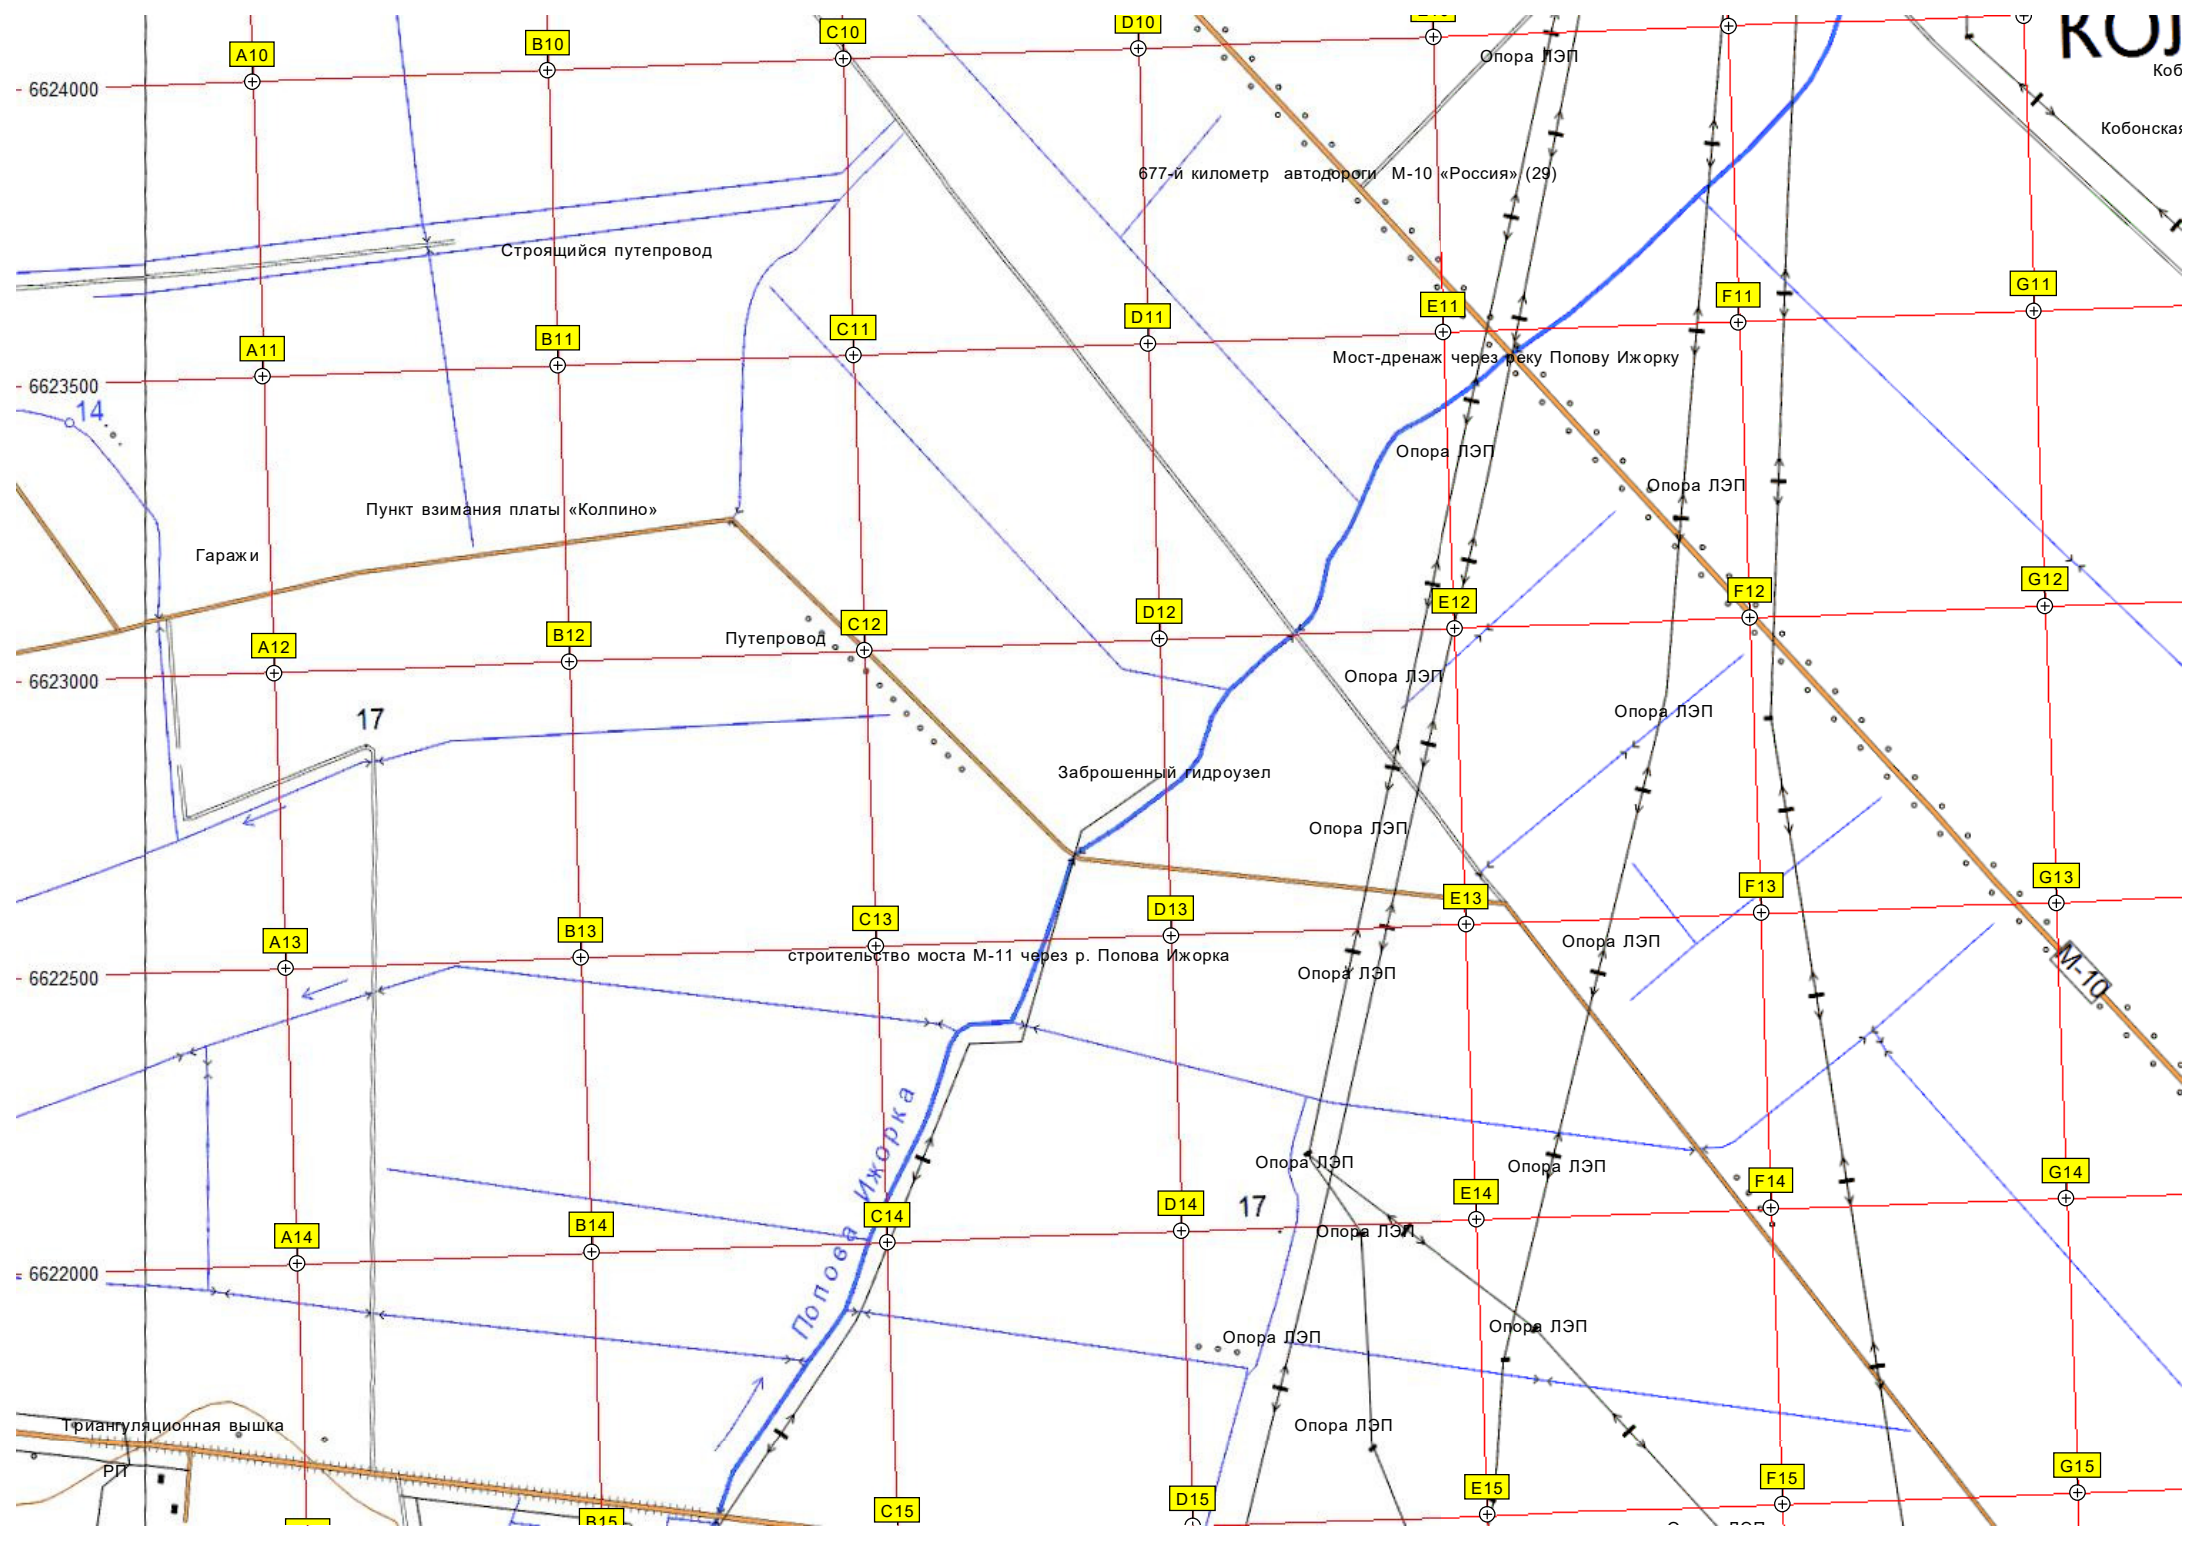 D10
КОЛ
C10
B10
A10
Опора ЛЭП
Коб
6624000
Кобонская
677-й километр автодороги М-10 «Россия» (29)
Строящийся путепровод
G11
F11
E11
D11
C11
B11
A11
Мост-дренаж через реку Попову Ижорку
6623500
14
Опора ЛЭП
Опора ЛЭП
Пункт взимания платы «Колпино»
Гаражи
G12
F12
E12
D12
C12
B12
A12
Путепровод
Опора ЛЭП
6623000
17
Опора ЛЭП
Заброшенный гидроузел
Опора ЛЭП
G13
F13
E13
D13
C13
B13
A13
Опора ЛЭП
строительство моста М-11 через р. Попова Ижорка
Опора ЛЭП
6622500
М-10
Попова Ижорка
Опора ЛЭП
Опора ЛЭП
G14
F14
E14
D14
C14
B14
A14
17
Опора ЛЭП
6622000
Опора ЛЭП
Опора ЛЭП
Триангуляционная вышка
Опора ЛЭП
РП
G15
F15
E15
D15
C15
B15
Опора ЛЭП